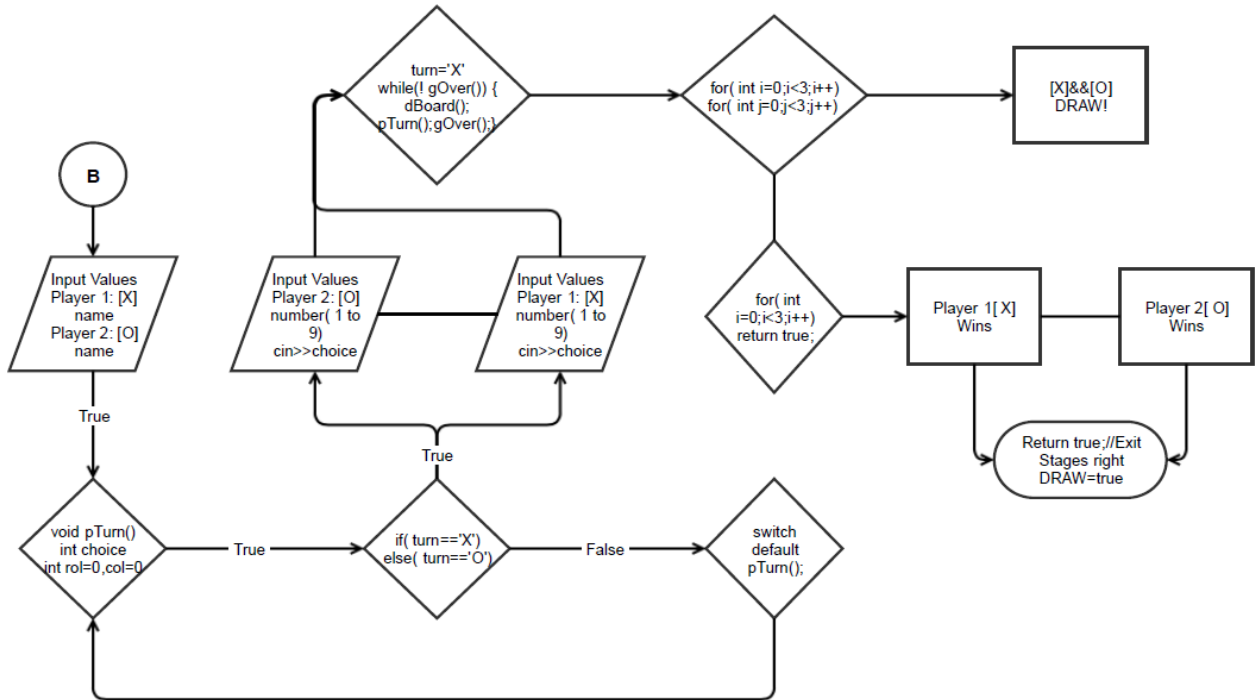 turn='X'
while(! gOver()) {
dBoard();
pTurn();gOver();}
for( int i=0;i<3;i++)
for( int j=0;j<3;j++)
[X]&&[O]
DRAW!
B
Input Values
Player 1: [X]
name
Player 2: [O]
name
Input Values
Player 2: [O]
number( 1 to
9)
cin>>choice
Input Values
Player 1: [X]
number( 1 to
9)
cin>>choice
for( int
i=0;i<3;i++)
return true;
Player 1[ X]
Wins
Player 2[ O]
Wins
True
True
Return true;//Exit
Stages right
DRAW=true
void pTurn()
int choice
int rol=0,col=0
True
if( turn=='X')
else( turn=='O')
False
switch
default
pTurn();